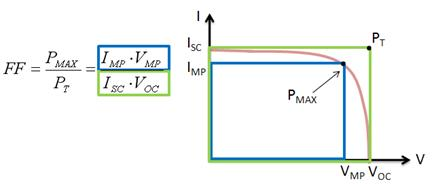 FF = P_MAX / P_T = I_MP · V_MP / I_SC · V_OC
I
I_SC
P_T
I_MP
P_MAX
V
V_MP V_OC